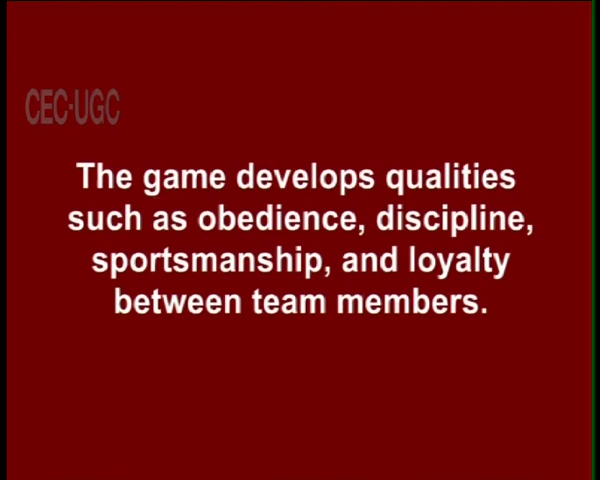 CEC-UGC
The game develops qualities
such as obedience, discipline,
sportsmanship, and loyalty
between team members.